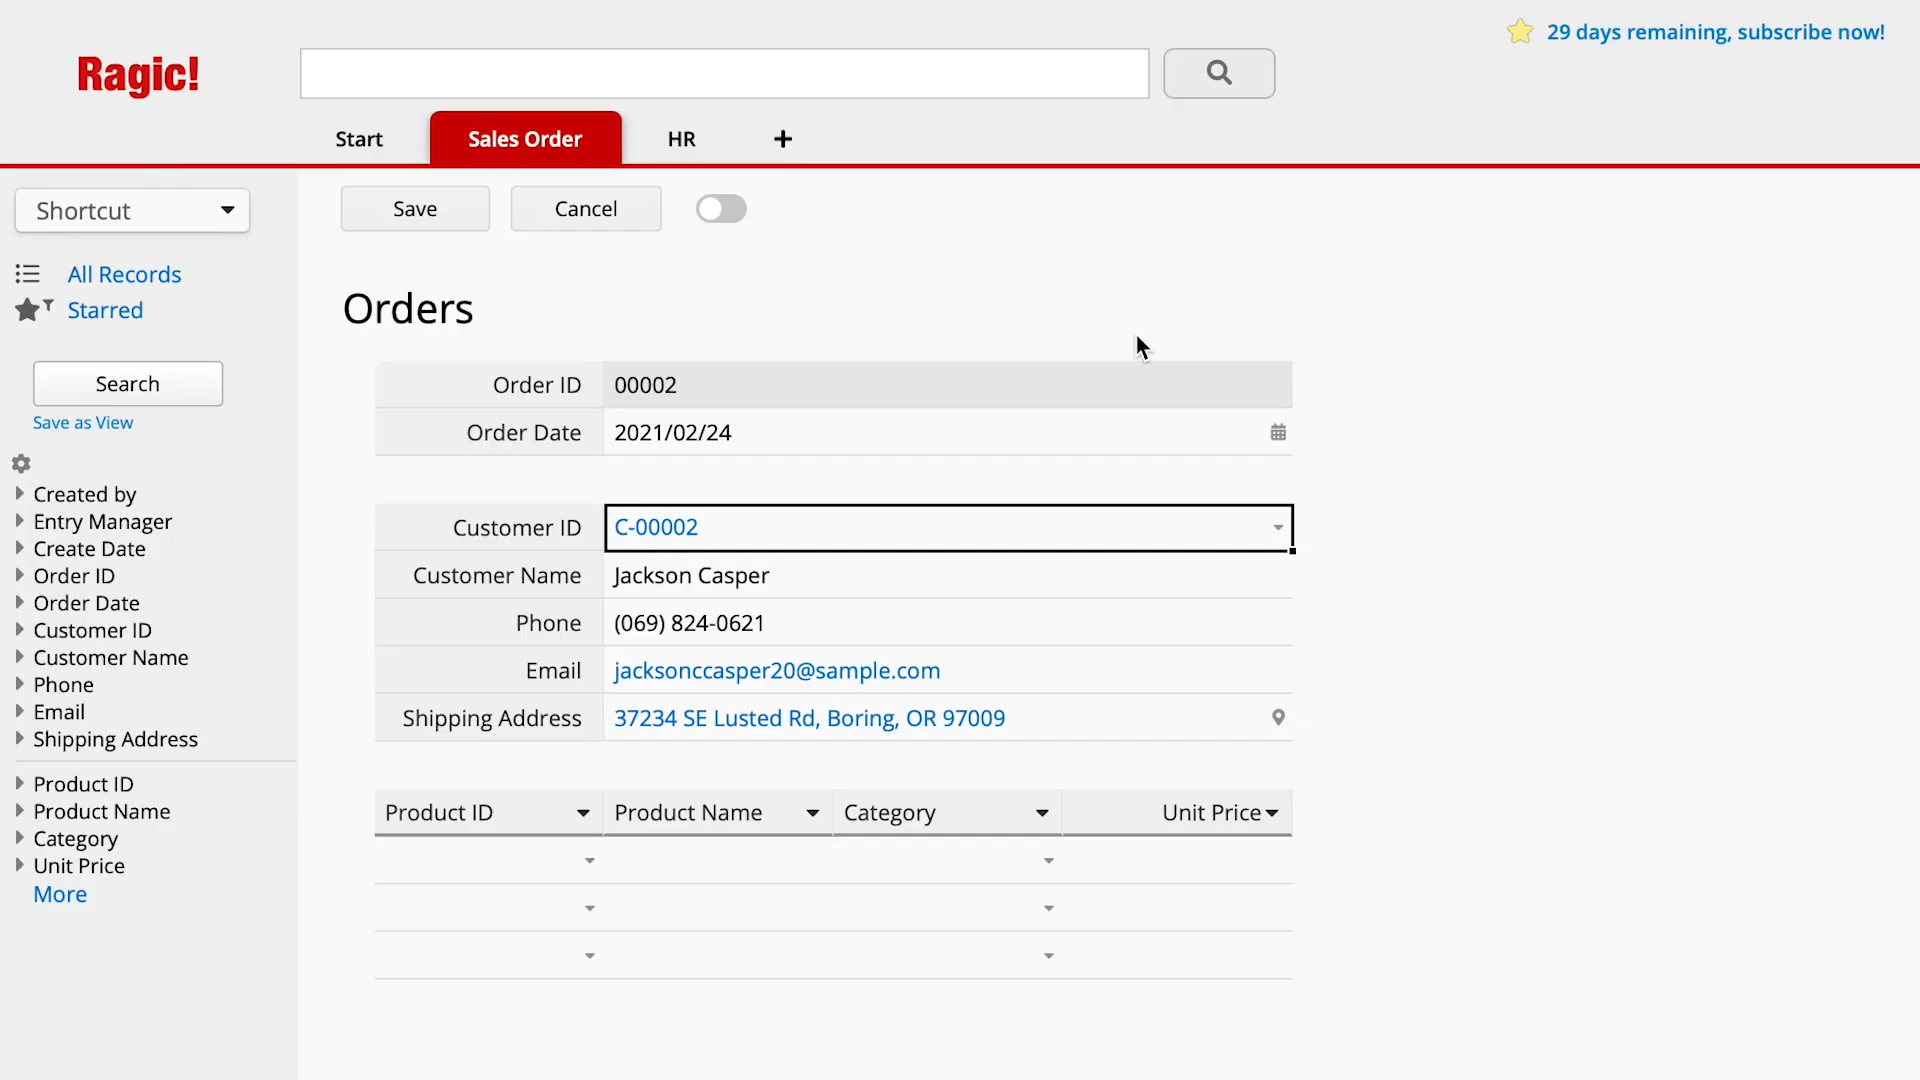 29 days remaining, subscribe now!
Ragic!
Start Sales Order HR +
Shortcut
Save Cancel
All Records
Starred
Search
Save as View
Created by
Entry Manager
Create Date
Order ID
Order Date
Customer ID
Customer Name
Phone
Email
Shipping Address
Product ID
Product Name
Category
Unit Price
More
Orders
Order ID 00002
Order Date 2021/02/24
Customer ID C-00002
Customer Name Jackson Casper
Phone (069) 824-0621
Email jacksonccasper20@sample.com
Shipping Address 37234 SE Lusted Rd, Boring, OR 97009
Product ID Product Name Category Unit Price